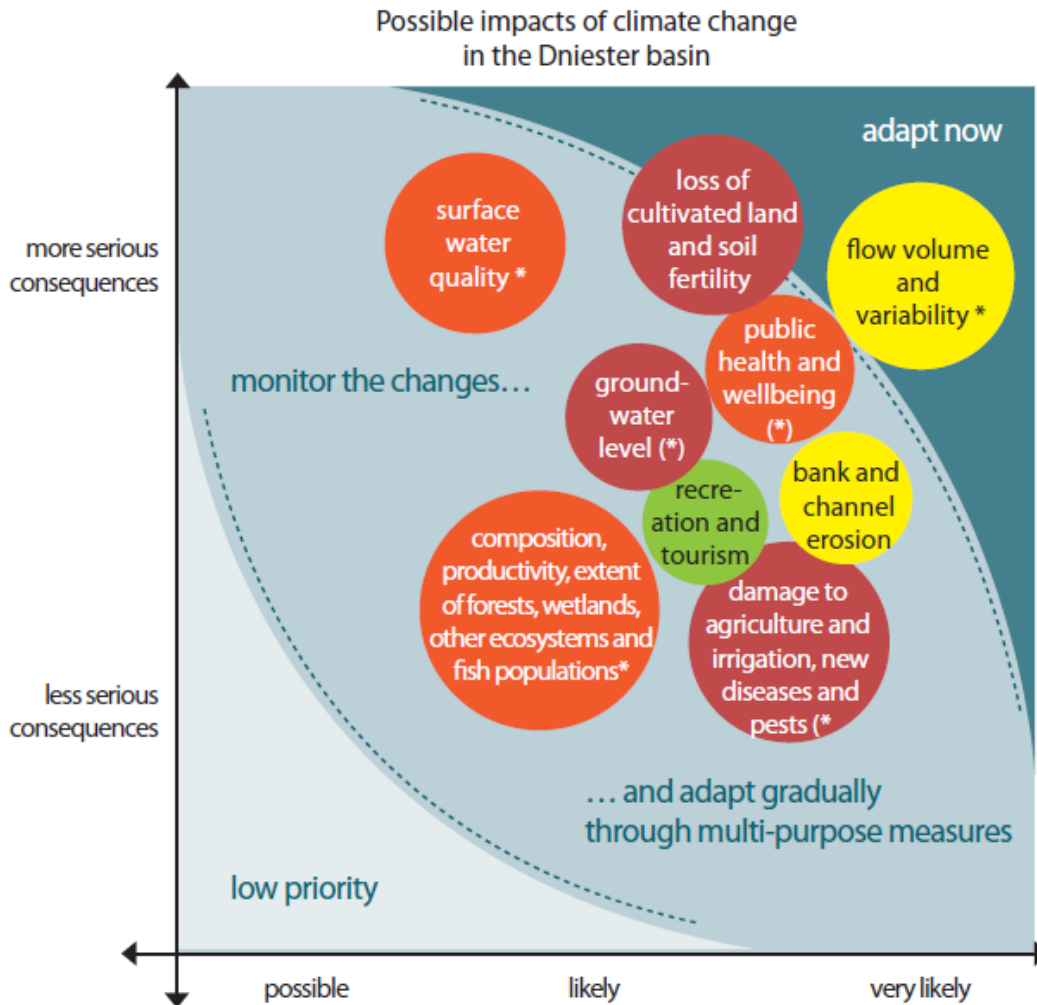 Possible impacts of climate change
in the Dniester basin
adapt now
more serious
consequences
surface
water
quality *
loss of
cultivated land
and soil
fertility
flow volume
and
variability *
public
health and
wellbeing
(*)
monitor the changes…
ground-
water
level (*)
recre-
ation and
tourism
bank and
channel
erosion
composition,
productivity, extent
of forests, wetlands,
other ecosystems and
fish populations*
damage to
agriculture and
irrigation, new
diseases and
pests (*
less serious
consequences
… and adapt gradually
through multi-purpose measures
low priority
possible
likely
very likely